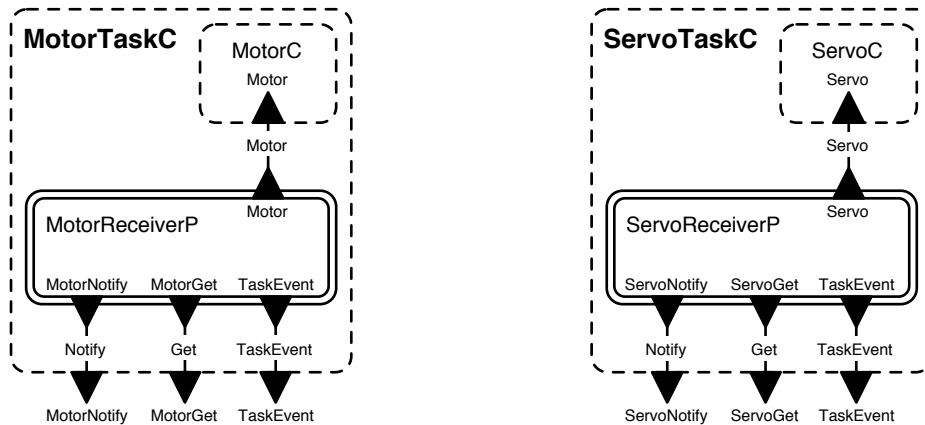 MotorTaskC
MotorC
Motor
Motor
Motor
MotorReceiverP
MotorNotify MotorGet TaskEvent
Notify Get TaskEvent
MotorNotify MotorGet TaskEvent
ServoTaskC
ServoC
Servo
Servo
Servo
ServoReceiverP
ServoNotify ServoGet TaskEvent
Notify Get TaskEvent
ServoNotify ServoGet TaskEvent